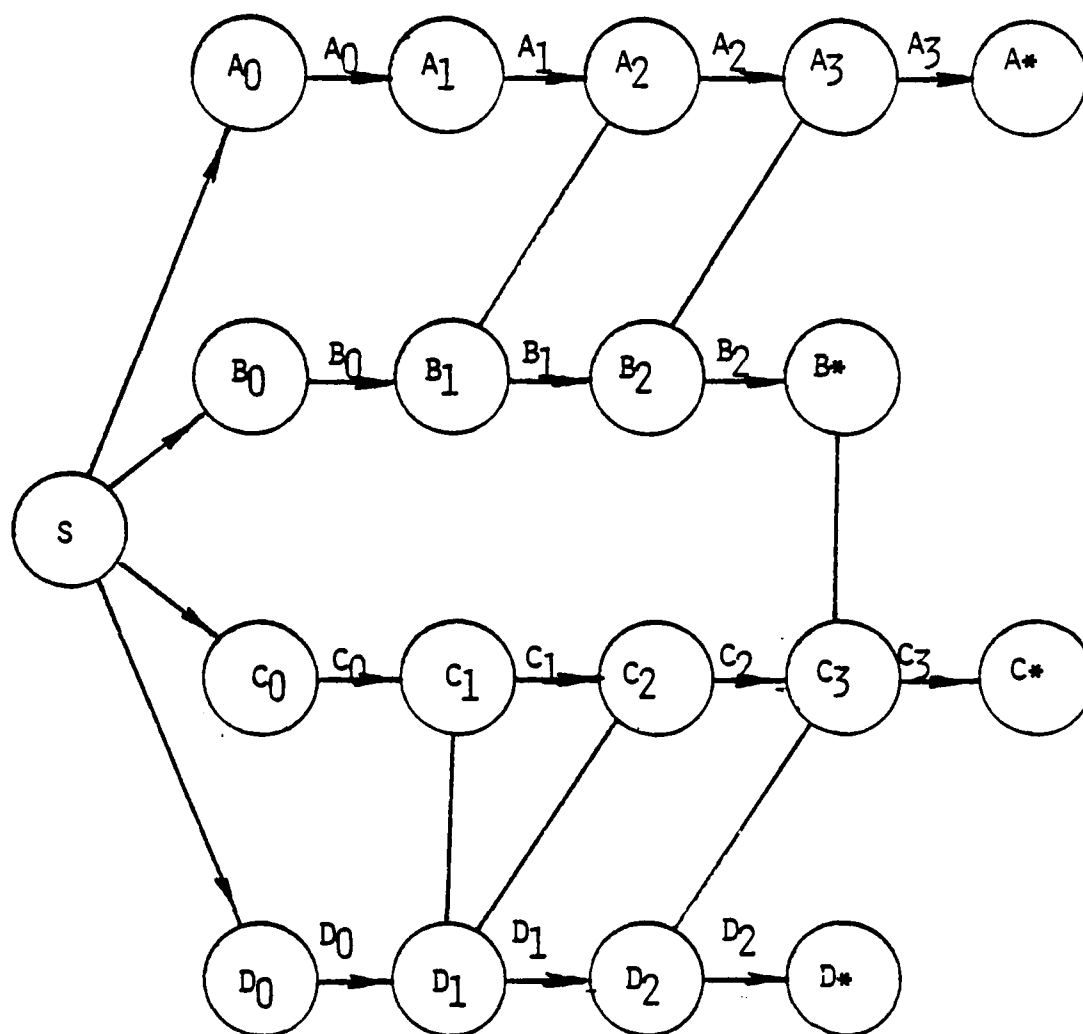 A0 A0 A1 A1 A2 A2 A3 A3 A*
B0 B0 B1 B1 B2 B2 B*
S
C0 C0 C1 C1 C2 C2 C3 C3 C*
D0 D0 D1 D1 D2 D2 D*